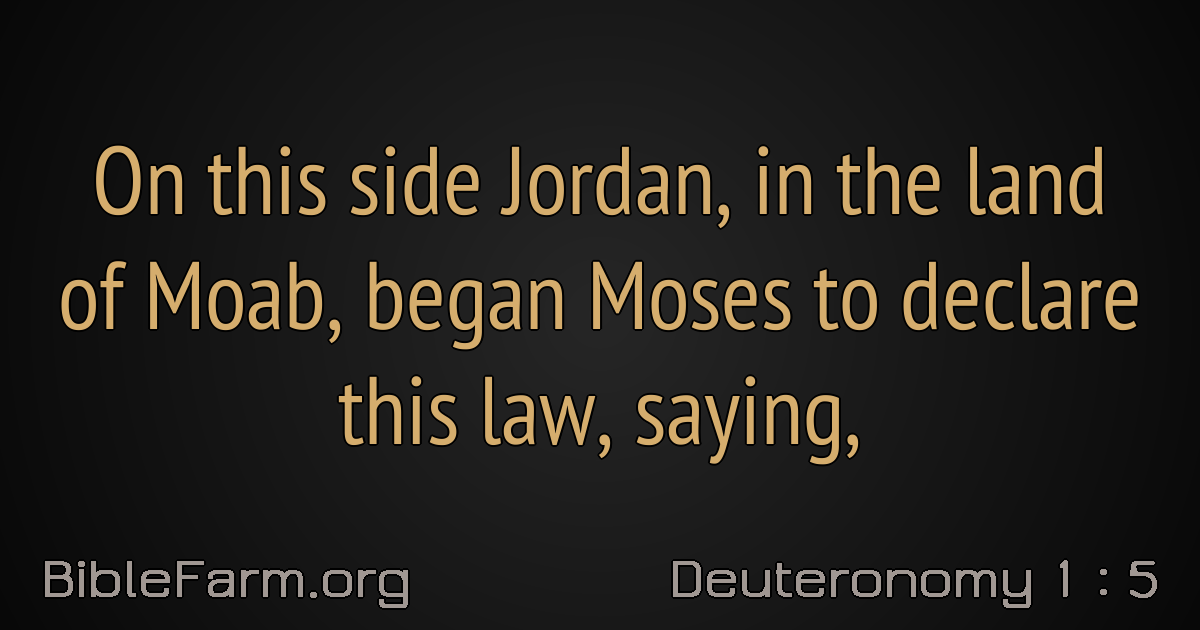 On this side Jordan, in the land
of Moab, began Moses to declare
this law, saying,
BibleFarm.org
Deuteronomy 1 : 5